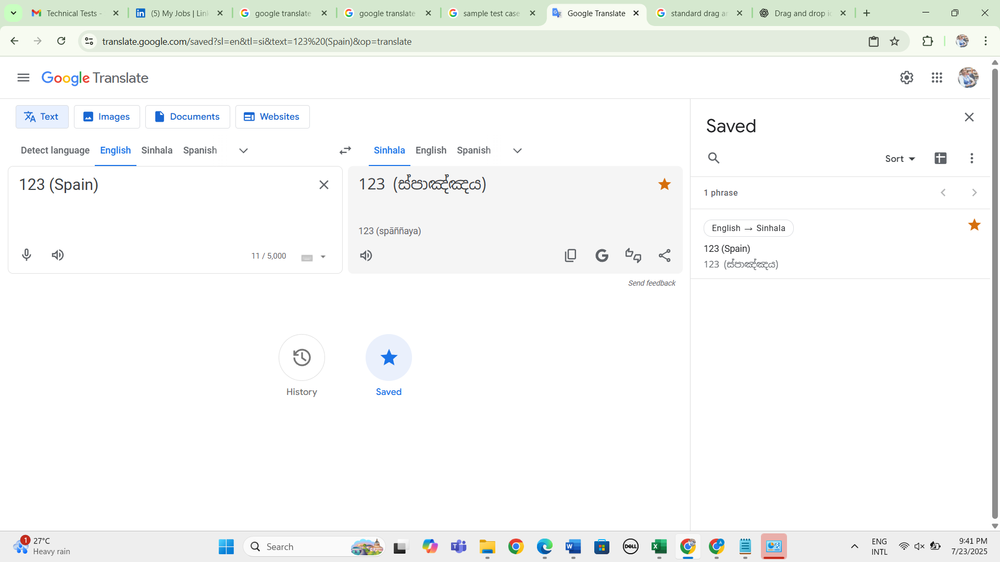 Technical Tests -
(5) My Jobs | Link
google translate
google translate
sample test case
Google Translate
standard drag an
Drag and drop ic
translate.google.com/saved?sl=en&tl=si&text=123%20(Spain)&op=translate
Google Translate
Text
Images
Documents
Websites
Detect language
English
Sinhala
Spanish
Sinhala
English
Spanish
123 (Spain)
11 / 5,000
123 (ස්පාඤ්ඤය)
123 (spāññaya)
Send feedback
History
Saved
Saved
Sort
1 phrase
English → Sinhala
123 (Spain)
123 (ස්පාඤ්ඤය)
1
27°C
Heavy rain
Search
DELL
ENG
INTL
9:41 PM
7/23/2025